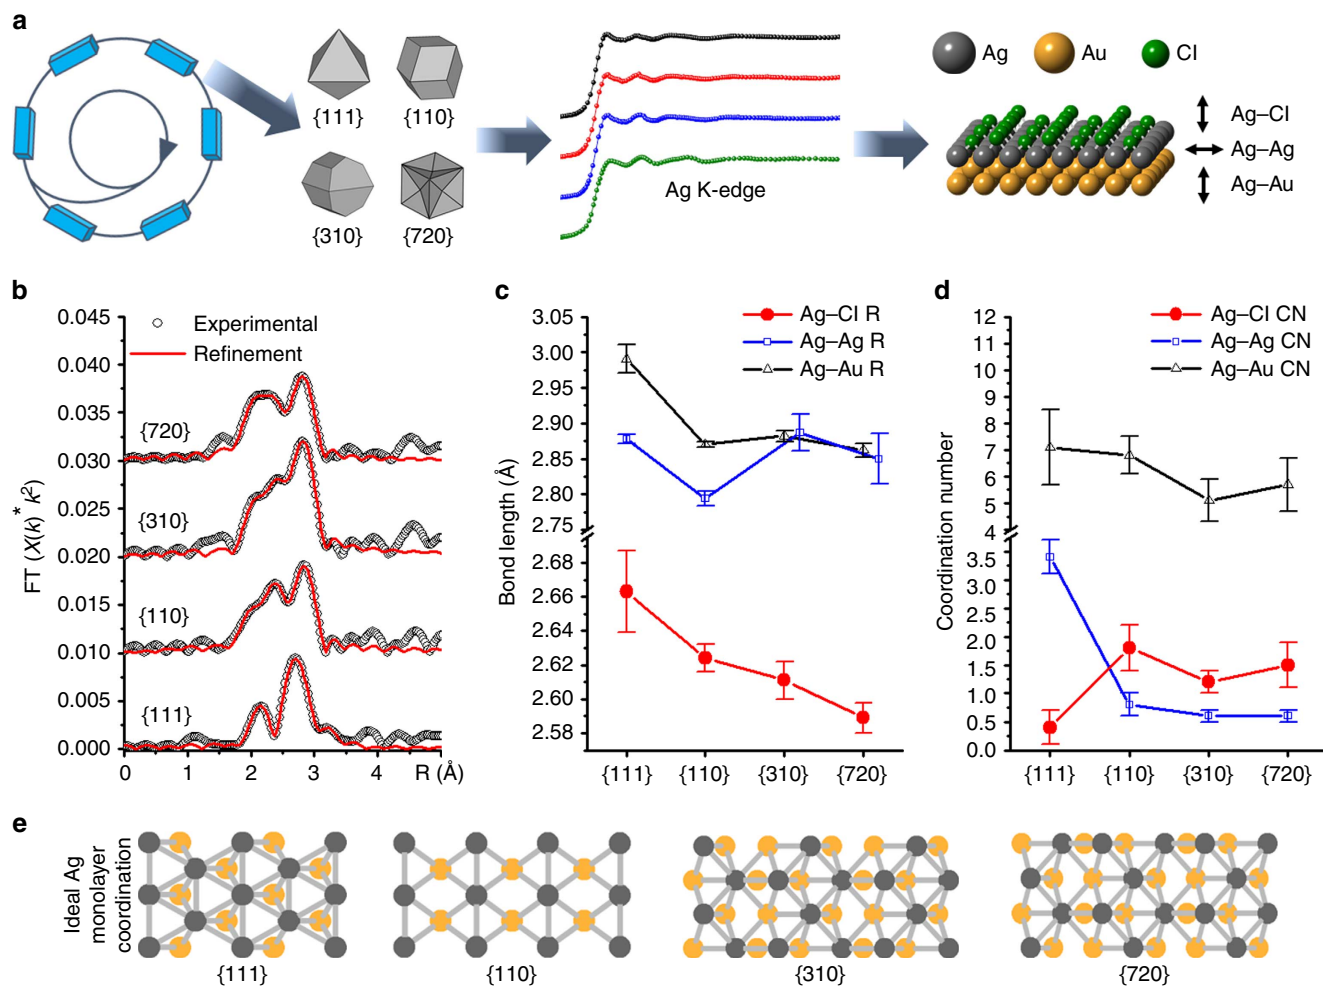 a
Ag Au Cl
{111} {110}
{310} {720}
Ag K-edge
Ag–Cl
Ag–Ag
Ag–Au
b
0.045
0.040
0.035
0.030
0.025
0.020
0.015
0.010
0.005
0.000
FT (X(k)* k²)
Experimental
Refinement
{720}
{310}
{110}
{111}
0 1 2 3 4 R (Å)
c
3.05
3.00
2.95
2.90
2.85
2.80
2.75
2.68
2.66
2.64
2.62
2.60
2.58
Bond length (Å)
Ag–Cl R
Ag–Ag R
Ag–Au R
{111} {110} {310} {720}
d
12
11
10
9
8
7
6
5
4
3.5
3.0
2.5
2.0
1.5
1.0
0.5
0.0
Coordination number
Ag–Cl CN
Ag–Ag CN
Ag–Au CN
{111} {110} {310} {720}
e
Ideal Ag
monolayer
coordination
{111} {110} {310} {720}